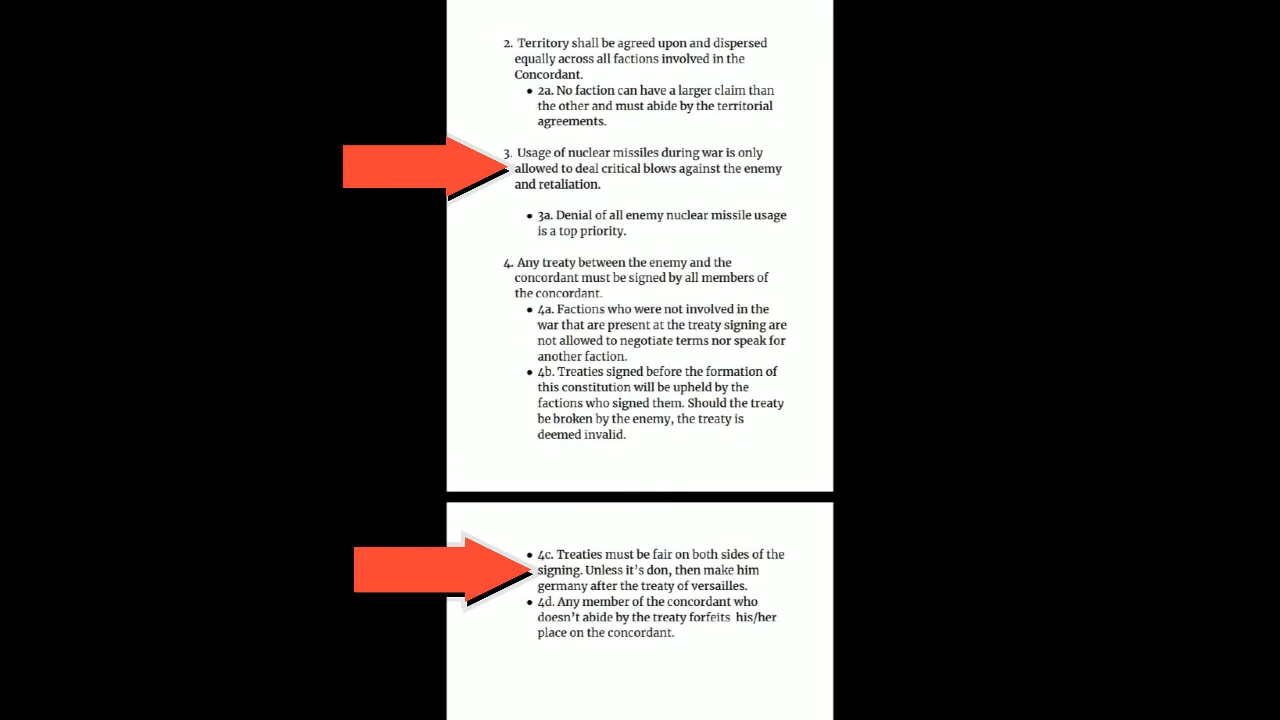 2. Territory shall be agreed upon and dispersed
equally across all factions involved in the
Concordant.
• 2a. No faction can have a larger claim than
the other and must abide by the territorial
agreements.
3. Usage of nuclear missiles during war is only
allowed to deal critical blows against the enemy
and retaliation.
• 3a. Denial of all enemy nuclear missile usage
is a top priority.
4. Any treaty between the enemy and the
concordant must be signed by all members of
the concordant.
• 4a. Factions who were not involved in the
war that are present at the treaty signing are
not allowed to negotiate terms nor speak for
another faction.
• 4b. Treaties signed before the formation of
this constitution will be upheld by the
factions who signed them. Should the treaty
be broken by the enemy, the treaty is
deemed invalid.
• 4c. Treaties must be fair on both sides of the
signing. Unless it's don, then make him
germany after the treaty of versailles.
• 4d. Any member of the concordant who
doesn't abide by the treaty forfeits his/her
place on the concordant.